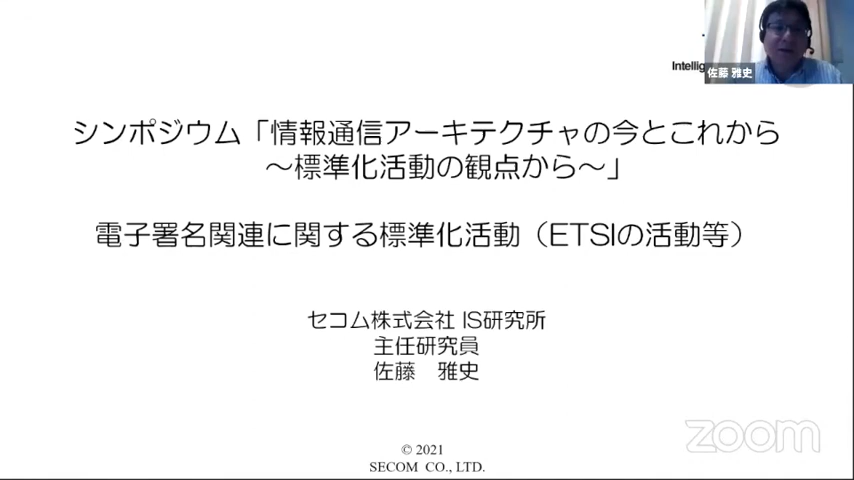 Intellig
佐藤 雅史
シンポジウム「情報通信アーキテクチャの今とこれから
～標準化活動の観点から～」
電子署名関連に関する標準化活動（ETSIの活動等）
セコム株式会社 IS研究所
主任研究員
佐藤　雅史
zoom
© 2021
SECOM CO., LTD.